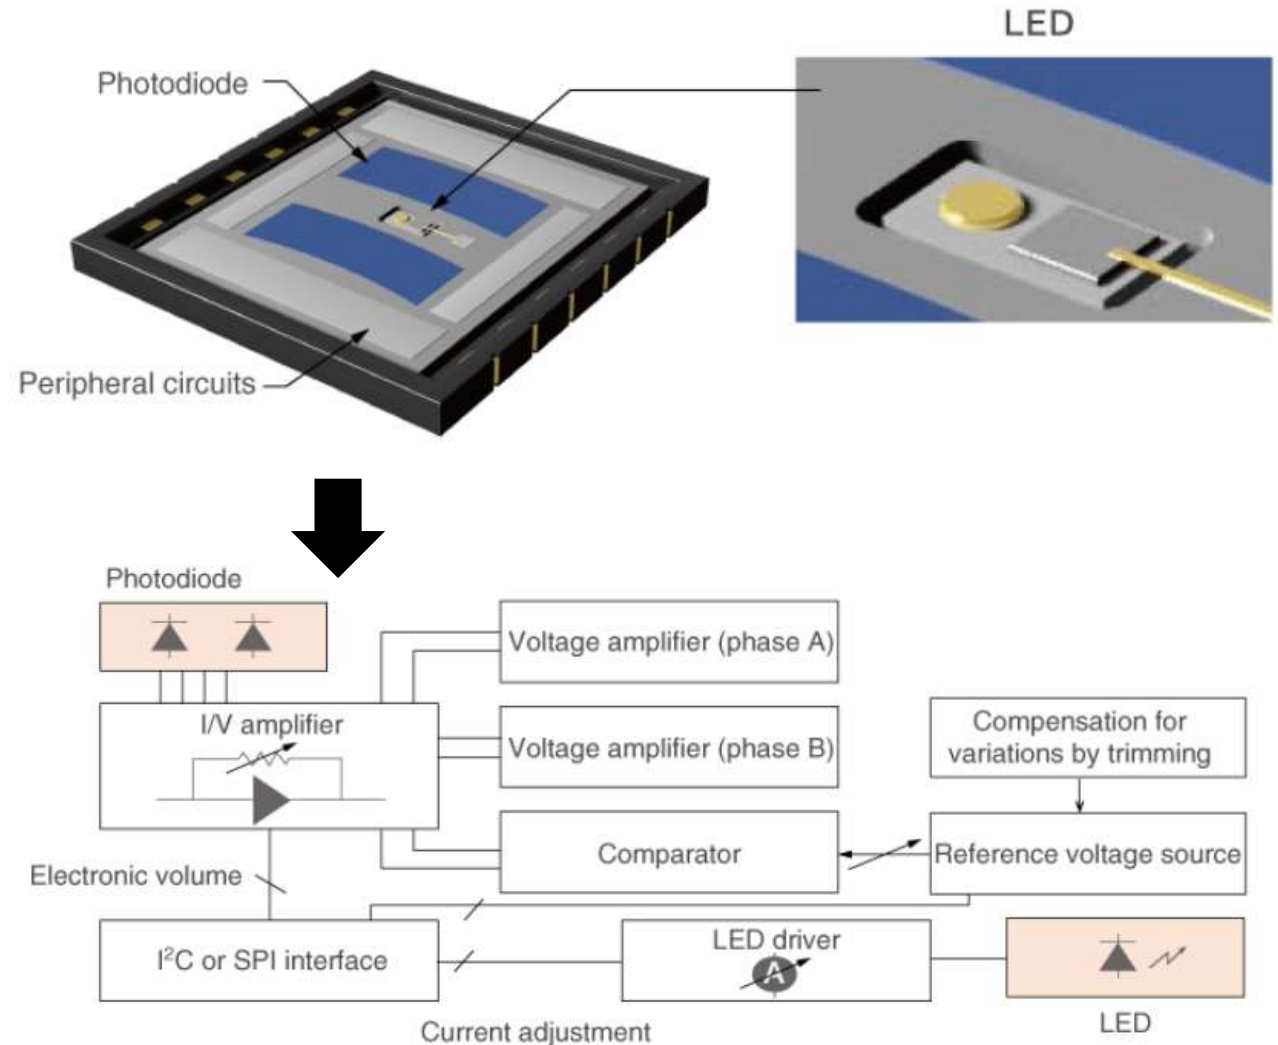 LED
Photodiode
Peripheral circuits
Photodiode
I/V amplifier
Voltage amplifier (phase A)
Voltage amplifier (phase B)
Compensation for
variations by trimming
Comparator
Reference voltage source
Electronic volume
I²C or SPI interface
LED driver
A
LED
Current adjustment